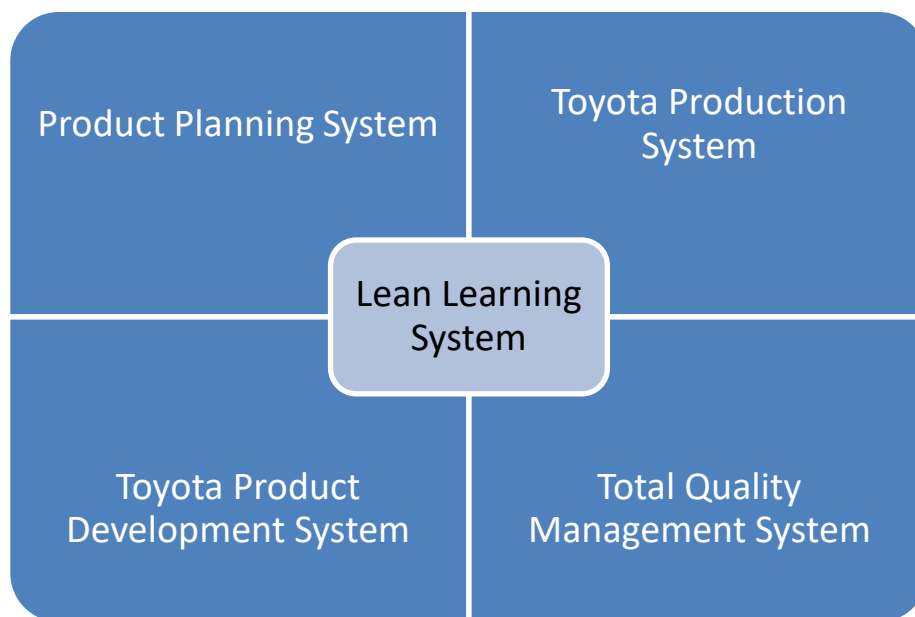 Product Planning System
Toyota Production
System
Lean Learning
System
Toyota Product
Development System
Total Quality
Management System